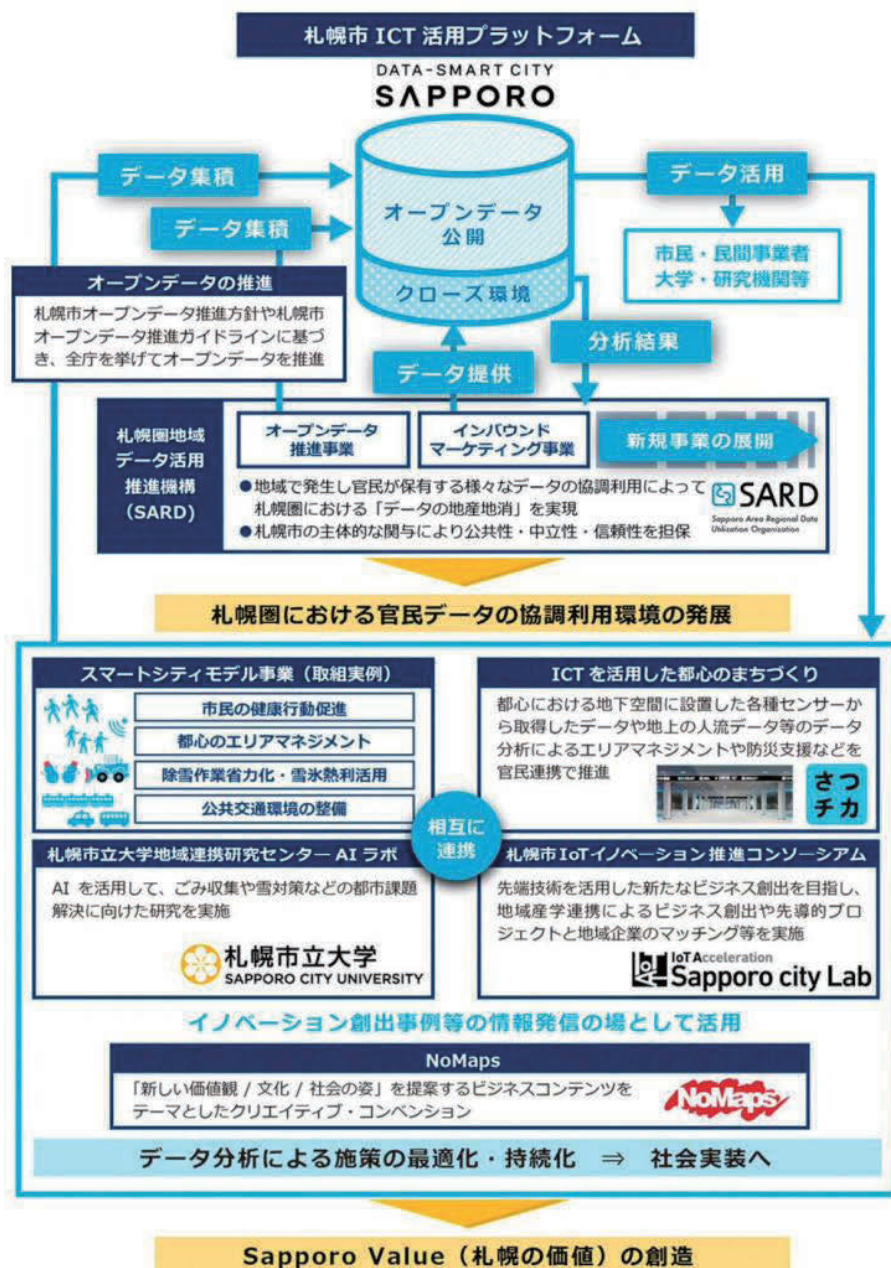 札幌市 ICT 活用プラットフォーム
DATA-SMART CITY
SAPPORO
データ集積
データ活用
データ集積
オープンデータ
公開
クローズ環境
市民・民間事業者
大学・研究機関等
オープンデータの推進
札幌市オープンデータ推進方針や札幌市
オープンデータ推進ガイドラインに基づ
き、全庁を挙げてオープンデータを推進
分析結果
データ提供
札幌圏地域
データ活用
推進機構
(SARD)
オープンデータ
推進事業
インバウンド
マーケティング事業
新規事業の展開
●地域で発生し官民が保有する様々なデータの協調利用によって
札幌圏における「データの地産地消」を実現
●札幌市の主体的な関与により公共性・中立性・信頼性を担保
SARD
Sapporo Area Regional Data
Utilization Organization
札幌圏における官民データの協調利用環境の発展
スマートシティモデル事業（取組実例）
市民の健康行動促進
都心のエリアマネジメント
除雪作業省力化・雪氷熱利活用
公共交通環境の整備
ICT を活用した都心のまちづくり
都心における地下空間に設置した各種センサーか
ら取得したデータや地上の人流データ等のデータ
分析によるエリアマネジメントや防災支援などを
官民連携で推進
さつ
チカ
相互に
連携
札幌市立大学地域連携研究センター AI ラボ
AI を活用して、ごみ収集や雪対策などの都市課題
解決に向けた研究を実施
札幌市立大学
SAPPORO CITY UNIVERSITY
札幌市 IoT イノベーション推進コンソーシアム
先端技術を活用した新たなビジネス創出を目指し、
地域産学連携によるビジネス創出や先導的プロ
ジェクトと地域企業のマッチング等を実施
IoT Acceleration
Sapporo city Lab
イノベーション創出事例等の情報発信の場として活用
NoMaps
「新しい価値観 / 文化 / 社会の姿」を提案するビジネスコンテンツを
テーマとしたクリエイティブ・コンベンション
NoMaps
データ分析による施策の最適化・持続化 ⇒ 社会実装へ
Sapporo Value（札幌の価値）の創造